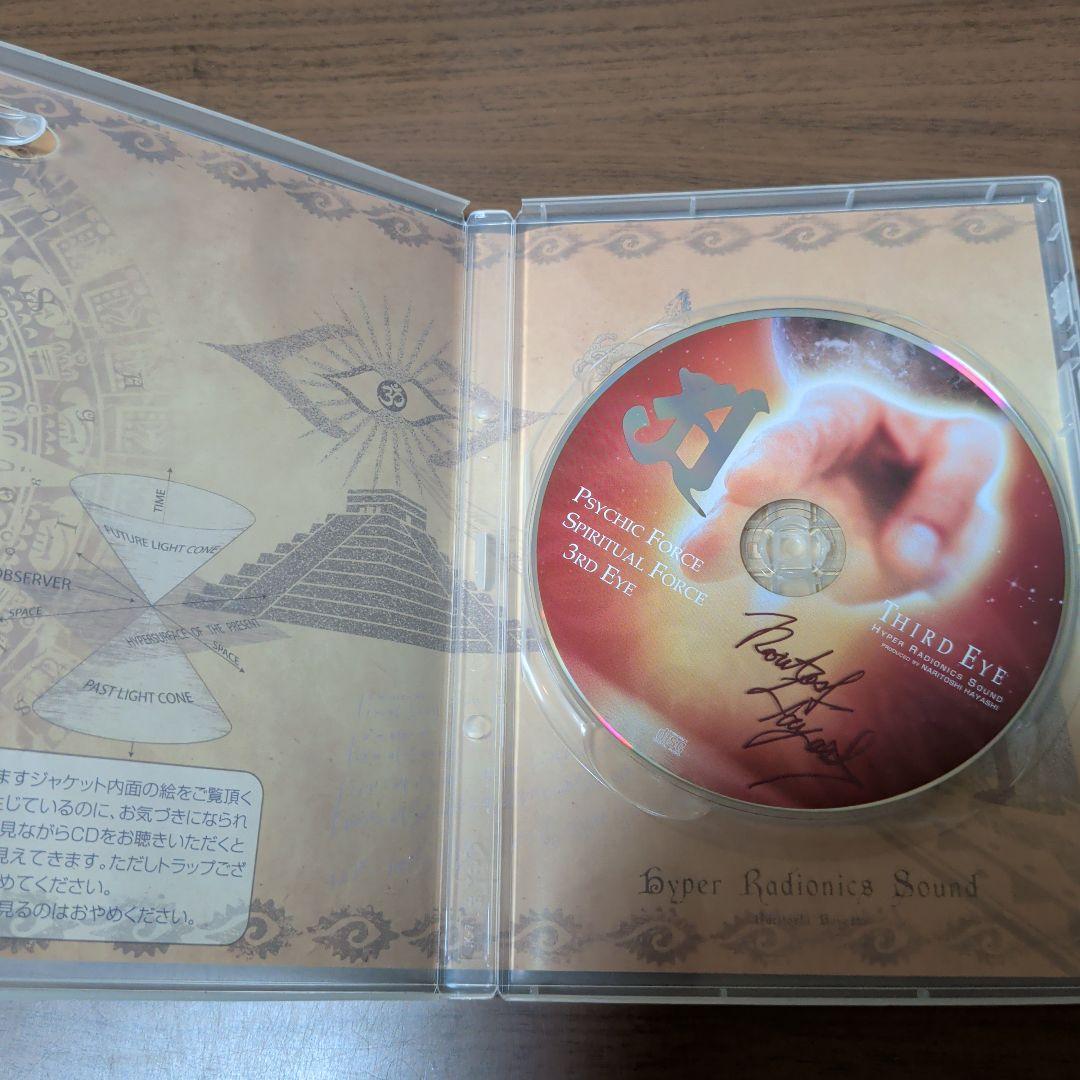 TIME
FUTURE LIGHT CONE
OBSERVER
SPACE
HYPERSURFACE OF THE PRESENT
SPACE
PAST LIGHT CONE
ますジャケット内面の絵をご覧頂く
生じているのに、お気づきになられ
見ながらCDをお聴きいただくと
見えてきます。ただしトラップござ
めてください。
見るのはおやめください。
PSYCHIC FORCE
SPIRITUAL FORCE
3RD EYE
THIRD EYE
HYPER RADIONICS SOUND
PRODUCED BY NARITOSHI HAYASHI
Hyper Radionics Sound